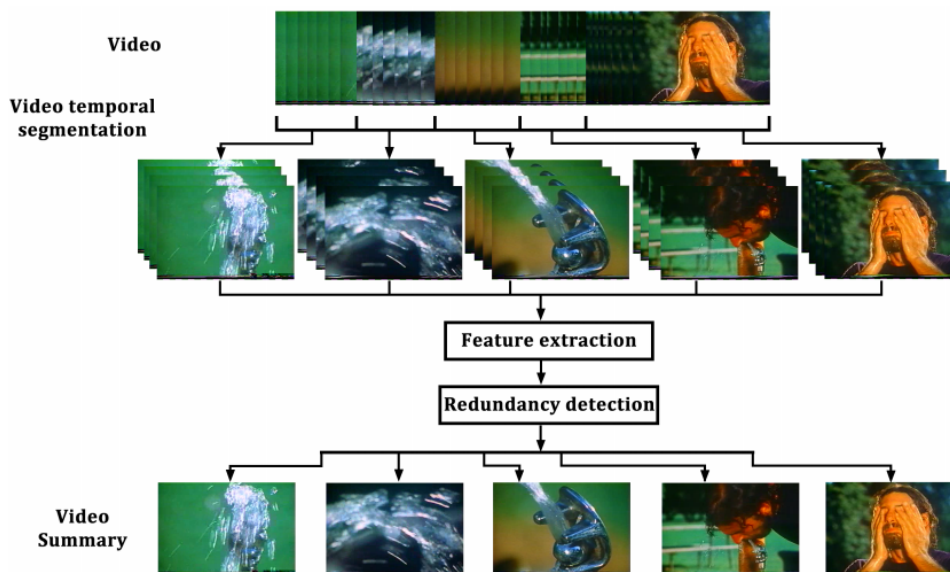 Video
Video temporal
segmentation
Feature extraction
Redundancy detection
Video
Summary